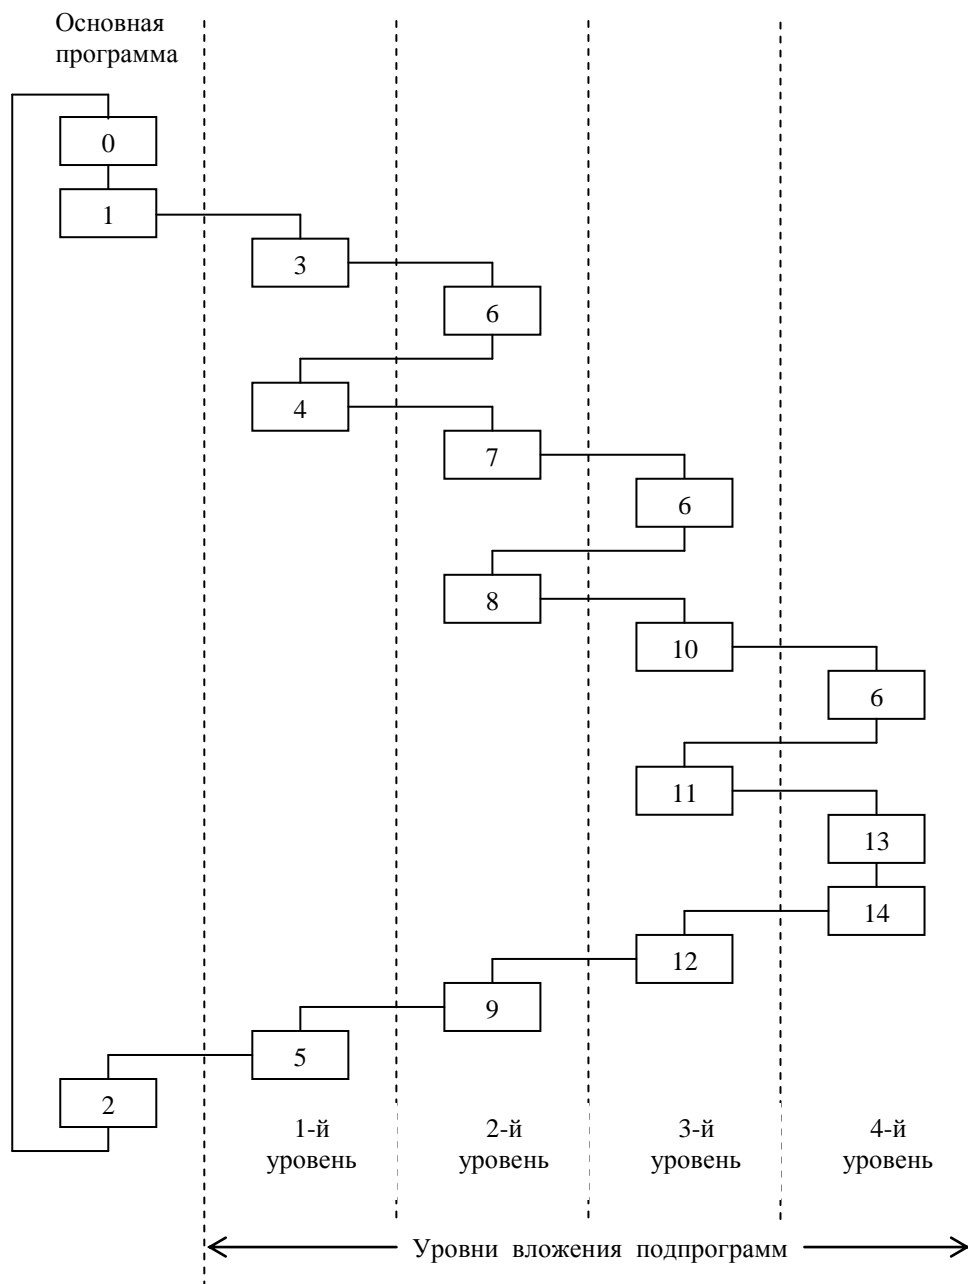 Основная
программа
0
1
3
6
4
7
6
8
10
6
11
13
14
12
9
5
2
1-й
уровень
2-й
уровень
3-й
уровень
4-й
уровень
Уровни вложения подпрограмм